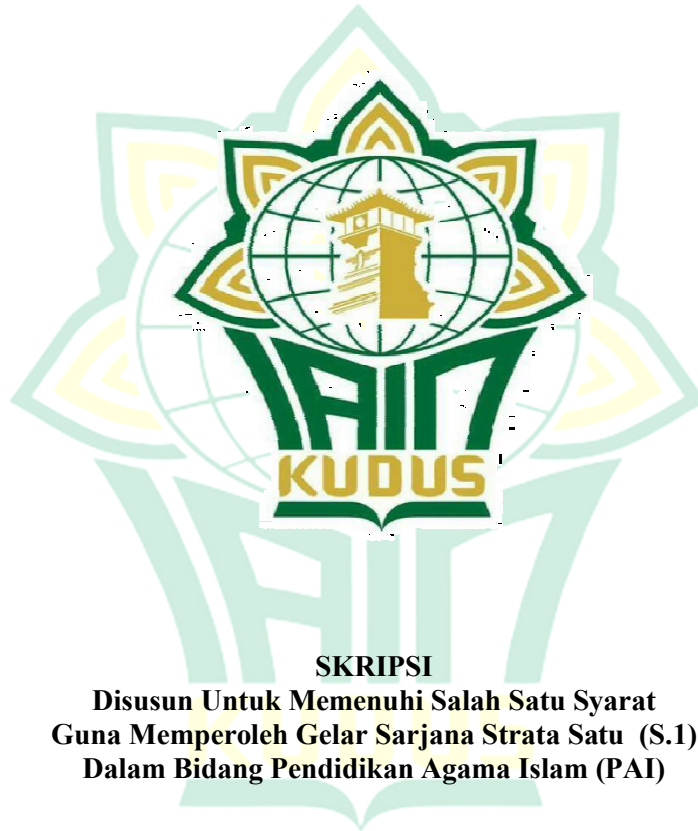 IAIN
KUDUS
SKRIPSI
Disusun Untuk Memenuhi Salah Satu Syarat
Guna Memperoleh Gelar Sarjana Strata Satu (S.1)
Dalam Bidang Pendidikan Agama Islam (PAI)